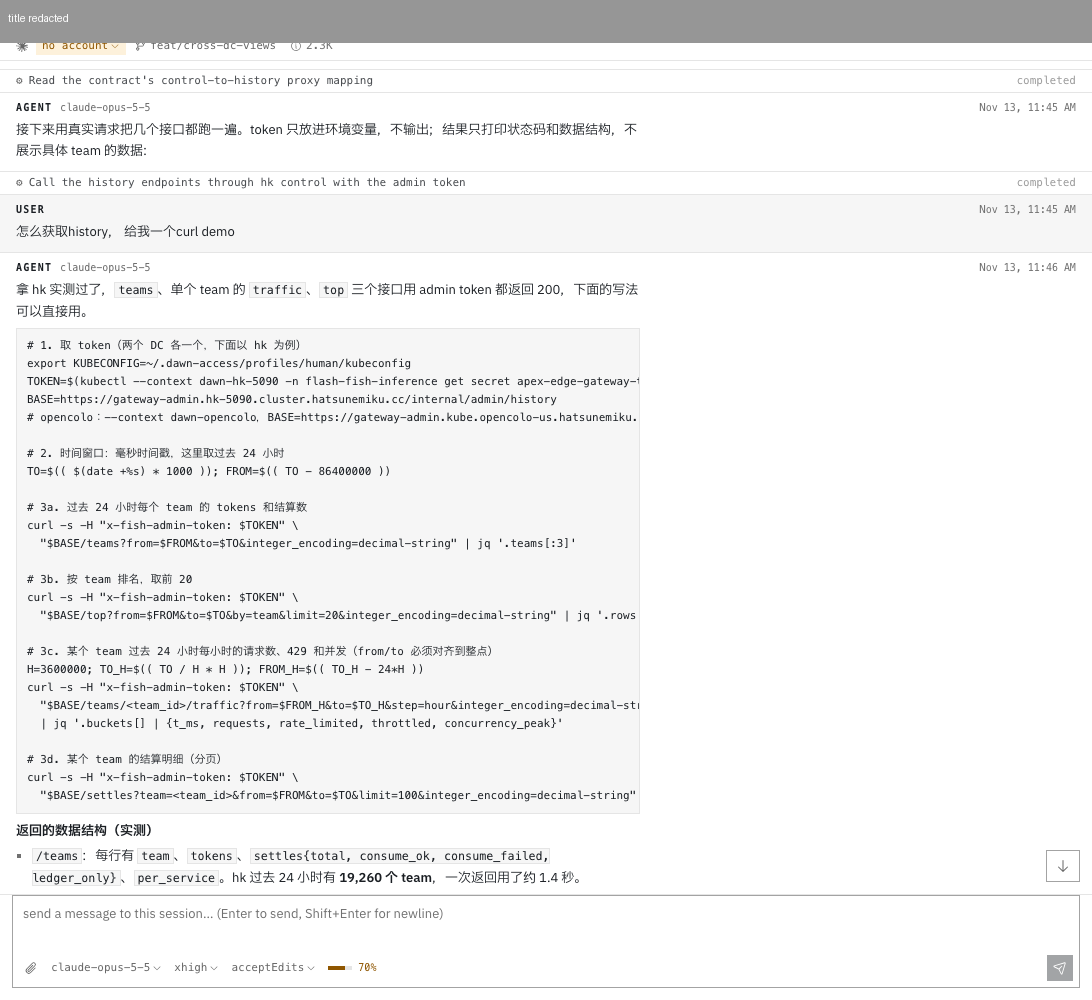 title redacted
no account feat/cross-dc-views 2.3K
Read the contract's control-to-history proxy mapping completed
AGENT claude-opus-5-5 Nov 13, 11:45 AM
接下来用真实请求把几个接口都跑一遍。token 只放进环境变量，不输出；结果只打印状态码和数据结构，不
展示具体 team 的数据：
Call the history endpoints through hk control with the admin token completed
USER Nov 13, 11:45 AM
怎么获取history， 给我一个curl demo
AGENT claude-opus-5-5 Nov 13, 11:46 AM
拿 hk 实测过了，teams、单个 team 的 traffic、top 三个接口用 admin token 都返回 200，下面的写法
可以直接用。
# 1. 取 token（两个 DC 各一个，下面以 hk 为例）
export KUBECONFIG=~/.dawn-access/profiles/human/kubeconfig
TOKEN=$(kubectl --context dawn-hk-5090 -n flash-fish-inference get secret apex-edge-gateway-t
BASE=https://gateway-admin.hk-5090.cluster.hatsunemiku.cc/internal/admin/history
# opencolo：--context dawn-opencolo，BASE=https://gateway-admin.kube.opencolo-us.hatsunemiku.
# 2. 时间窗口：毫秒时间戳，这里取过去 24 小时
TO=$(( $(date +%s) * 1000 )); FROM=$(( TO - 86400000 ))
# 3a. 过去 24 小时每个 team 的 tokens 和结算数
curl -s -H "x-fish-admin-token: $TOKEN" \
"$BASE/teams?from=$FROM&to=$TO&integer_encoding=decimal-string" | jq '.teams[:3]'
# 3b. 按 team 排名，取前 20
curl -s -H "x-fish-admin-token: $TOKEN" \
"$BASE/top?from=$FROM&to=$TO&by=team&limit=20&integer_encoding=decimal-string" | jq '.rows
# 3c. 某个 team 过去 24 小时每小时的请求数、429 和并发（from/to 必须对齐到整点）
H=3600000; TO_H=$(( TO / H * H )); FROM_H=$(( TO_H - 24*H ))
curl -s -H "x-fish-admin-token: $TOKEN" \
"$BASE/teams/<team_id>/traffic?from=$FROM_H&to=$TO_H&step=hour&integer_encoding=decimal-str
| jq '.buckets[] | {t_ms, requests, rate_limited, throttled, concurrency_peak}'
# 3d. 某个 team 的结算明细（分页）
curl -s -H "x-fish-admin-token: $TOKEN" \
"$BASE/settles?team=<team_id>&from=$FROM&to=$TO&limit=100&integer_encoding=decimal-string"
返回的数据结构（实测）
/teams：每行有 team、tokens、settles{total, consume_ok, consume_failed,
ledger_only}、per_service。hk 过去 24 小时有 19,260 个 team，一次返回用了约 1.4 秒。
send a message to this session... (Enter to send, Shift+Enter for newline)
claude-opus-5-5 xhigh acceptEdits 70%